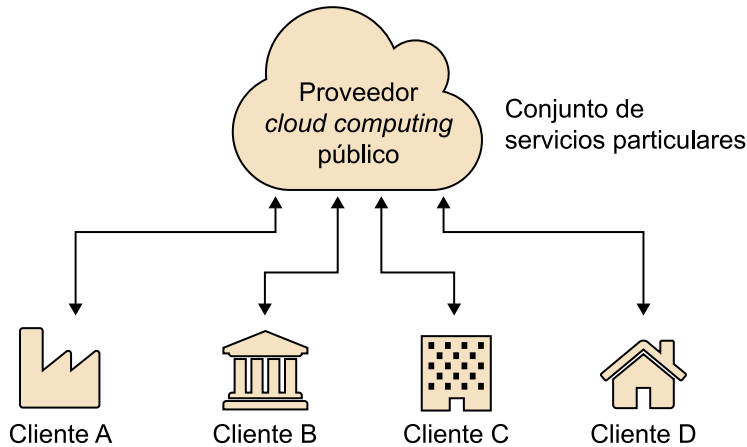 Proveedor
cloud computing
público
Conjunto de
servicios particulares
Cliente A
Cliente B
Cliente C
Cliente D